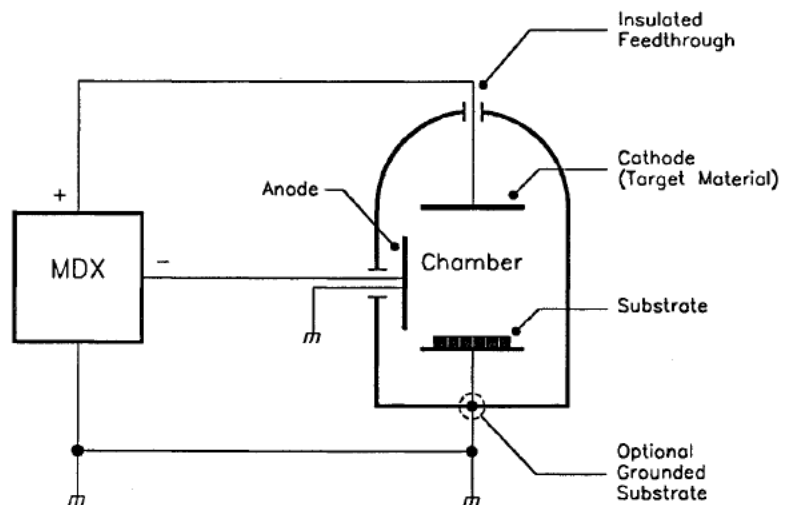 Insulated
Feedthrough
Cathode
(Target Material)
Anode
+
MDX
−
Chamber
Substrate
Optional
Grounded
Substrate